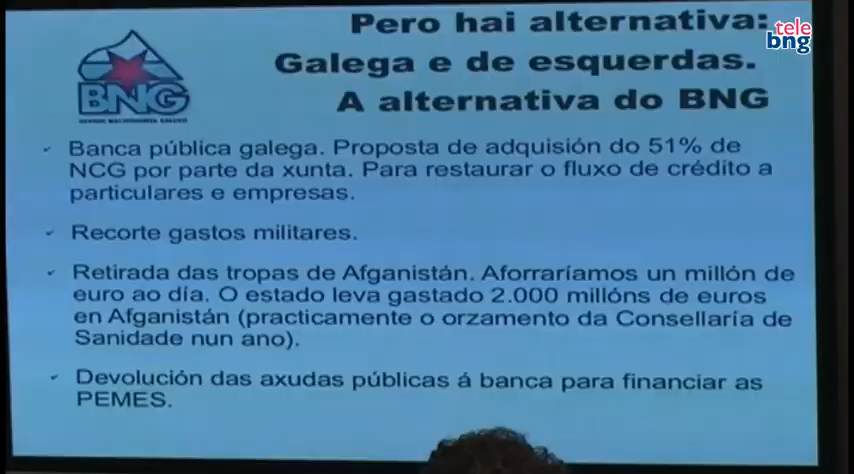 Pero hai alternativa:
Galega e de esquerdas.
A alternativa do BNG
tele
bng
BNG
BLOQUE NACIONALISTA GALEGO
Banca pública galega. Proposta de adquisión do 51% de
NCG por parte da xunta. Para restaurar o fluxo de crédito a
particulares e empresas.
Recorte gastos militares.
Retirada das tropas de Afganistán. Aforraríamos un millón de
euro ao día. O estado leva gastado 2.000 millóns de euros
en Afganistán (practicamente o orzamento da Consellaría de
Sanidade nun ano).
Devolución das axudas públicas á banca para financiar as
PEMES.